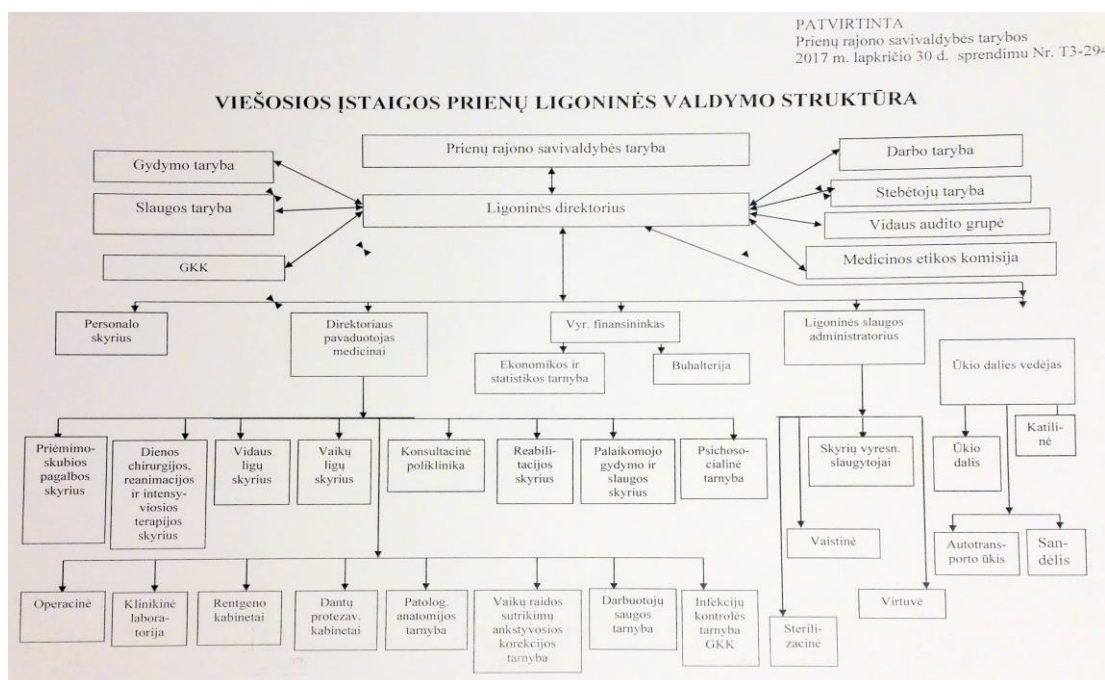 PATVIRTINTA
Prienų rajono savivaldybės tarybos
2017 m. lapkričio 30 d. sprendimu Nr. T3-294
VIEŠOSIOS ĮSTAIGOS PRIENŲ LIGONINĖS VALDYMO STRUKTŪRA
Gydymo taryba
Prienų rajono savivaldybės taryba
Darbo taryba
Slaugos taryba
Ligoninės direktorius
Stebėtojų taryba
Vidaus audito grupė
GKK
Medicinos etikos komisija
Personalo
skyrius
Direktoriaus
pavaduotojas
medicinai
Vyr. finansininkas
Ligoninės slaugos
administratorius
Ekonomikos ir
statistikos tarnyba
Buhalterija
Ūkio dalies vedėjas
Priėmimo-
skubios
pagalbos
skyrius
Dienos
chirurgijos,
reanimacijos
ir intensy-
viosios
terapijos
skyrius
Vidaus
ligų
skyrius
Vaikų
ligų
skyrius
Konsultacinė
poliklinika
Reabili-
tacijos
skyrius
Palaikomojo
gydymo ir
slaugos
skyrius
Psichoso-
cialinė
tarnyba
Skyrių vyresn.
slaugytojai
Ūkio
dalis
Katili-
nė
Vaistinė
Autotrans-
porto ūkis
San-
dėlis
Operacinė
Klinikinė
labora-
torija
Rentgeno
kabinetai
Dantų
protezav.
kabinetai
Patolog.
anatomijos
tarnyba
Vaikų raidos
sutrikimų
ankstyvosios
korekcijos
tarnyba
Darbuotojų
saugos
tarnyba
Infekcijų
kontrolės
tarnyba
GKK
Sterili-
zacinė
Virtuvė